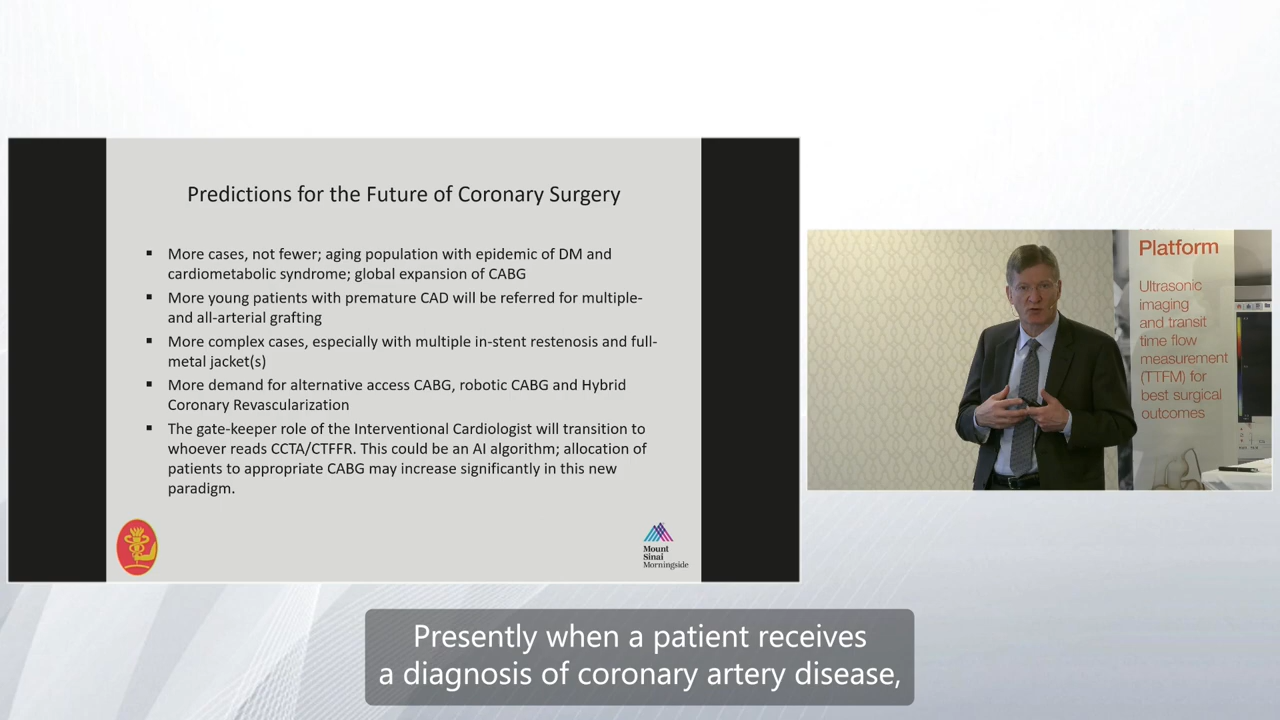 Predictions for the Future of Coronary Surgery
▪ More cases, not fewer; aging population with epidemic of DM and
cardiometabolic syndrome; global expansion of CABG
▪ More young patients with premature CAD will be referred for multiple-
and all-arterial grafting
▪ More complex cases, especially with multiple in-stent restenosis and full-
metal jacket(s)
▪ More demand for alternative access CABG, robotic CABG and Hybrid
Coronary Revascularization
▪ The gate-keeper role of the Interventional Cardiologist will transition to
whoever reads CCTA/CTFFR. This could be an AI algorithm; allocation of
patients to appropriate CABG may increase significantly in this new
paradigm.
Mount
Sinai
Morningside
Platform
Ultrasonic
imaging
and transit
time flow
measurement
(TTFM) for
best surgical
outcomes
Presently when a patient receives
a diagnosis of coronary artery disease,